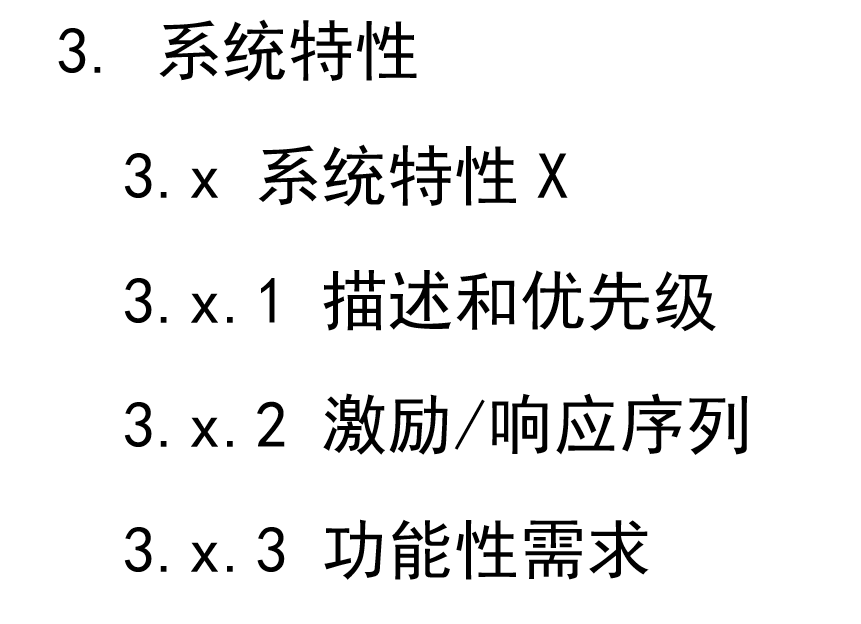 3. 系统特性
3.x 系统特性X
3.x.1 描述和优先级
3.x.2 激励/响应序列
3.x.3 功能性需求